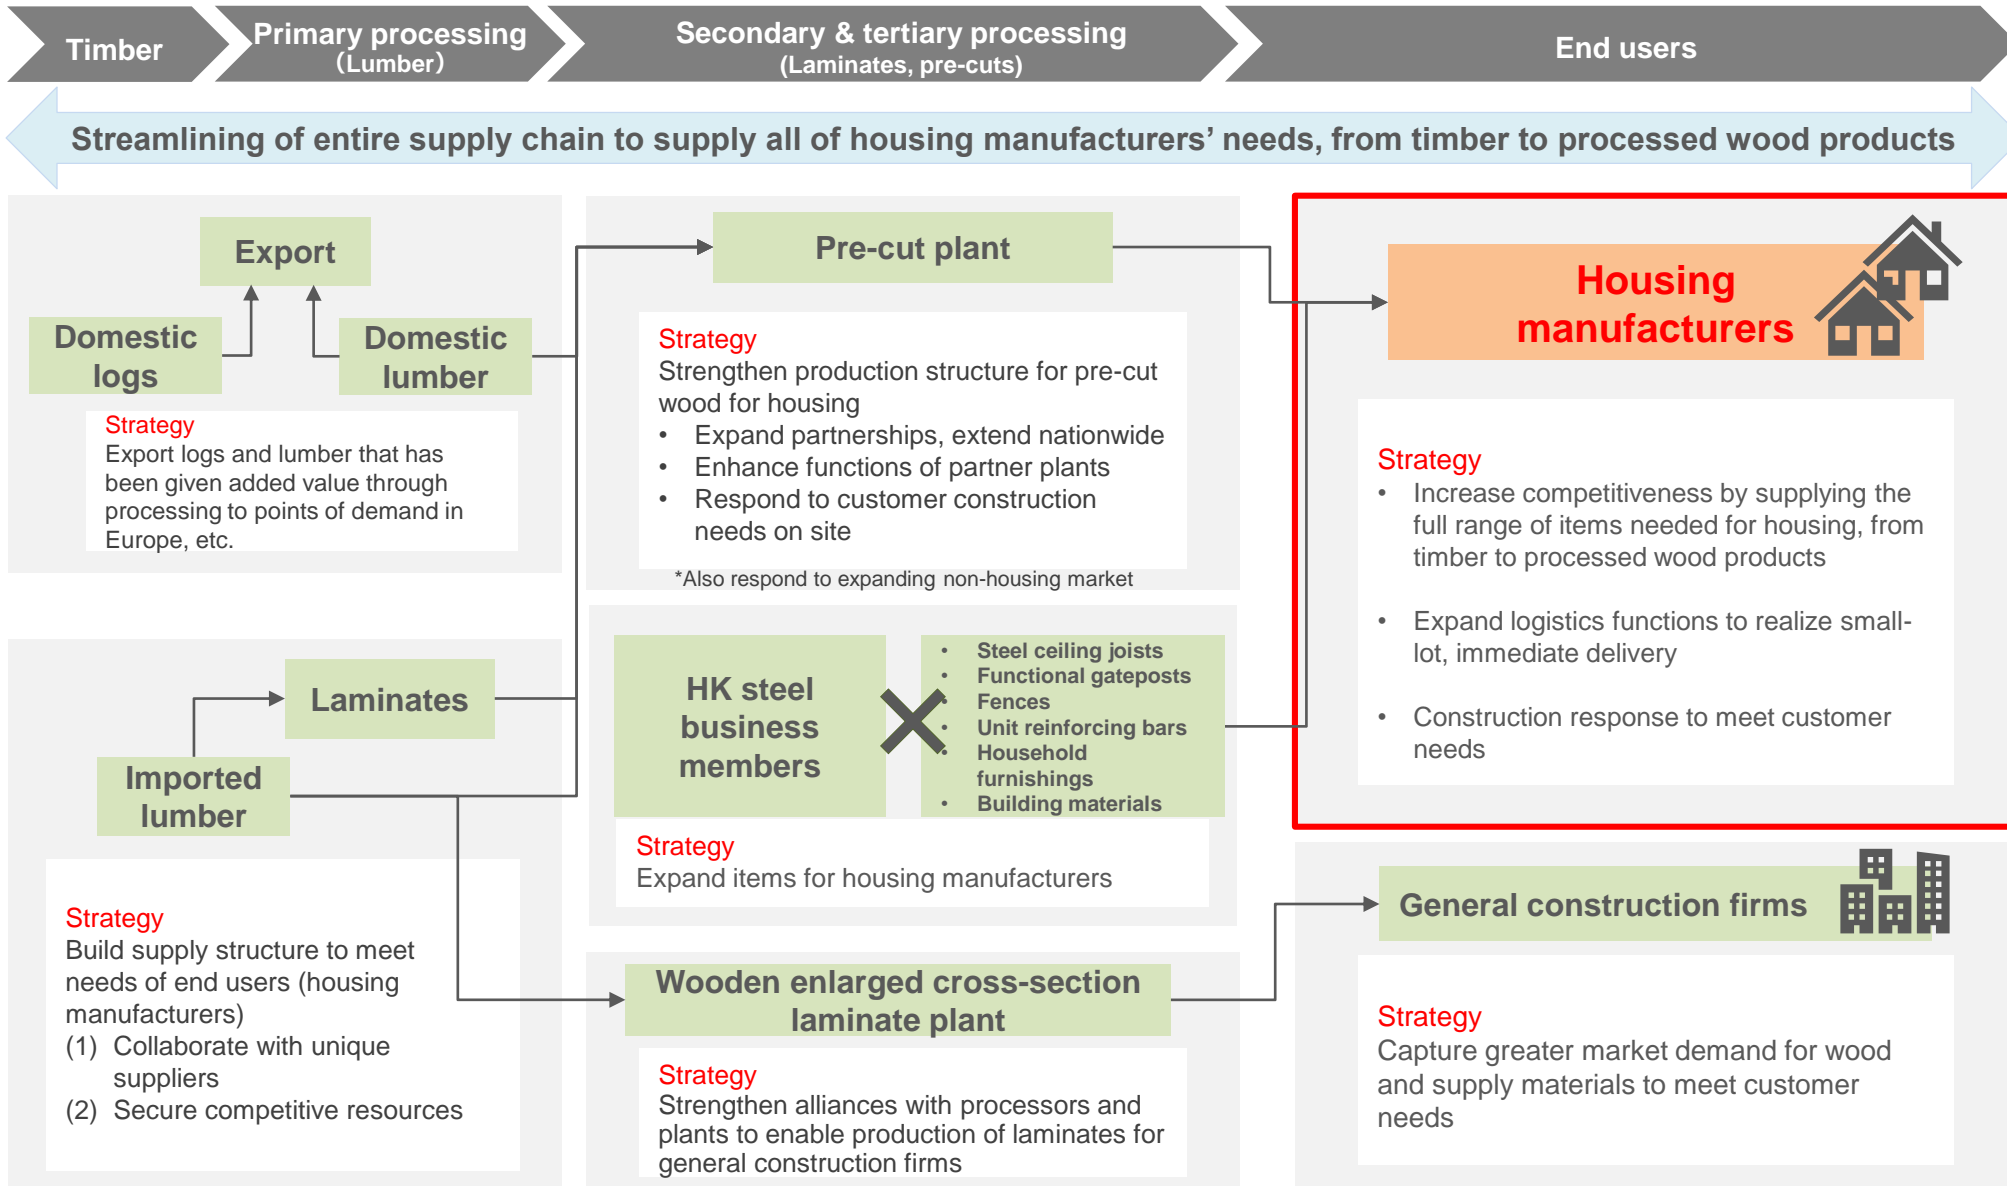 Timber
Primary processing
（Lumber）
Secondary & tertiary processing
(Laminates, pre-cuts)
End users
Streamlining of entire supply chain to supply all of housing manufacturers’ needs, from timber to processed wood products
Export
Domestic
logs
Domestic
lumber
Strategy
Export logs and lumber that has
been given added value through
processing to points of demand in
Europe, etc.
Laminates
Imported
lumber
Strategy
Build supply structure to meet
needs of end users (housing
manufacturers)
(1) Collaborate with unique
suppliers
(2) Secure competitive resources
Pre-cut plant
Strategy
Strengthen production structure for pre-cut
wood for housing
• Expand partnerships, extend nationwide
• Enhance functions of partner plants
• Respond to customer construction
needs on site
*Also respond to expanding non-housing market
HK steel
business
members
• Steel ceiling joists
• Functional gateposts
• Fences
• Unit reinforcing bars
• Household
furnishings
• Building materials
Strategy
Expand items for housing manufacturers
Wooden enlarged cross-section
laminate plant
Strategy
Strengthen alliances with processors and
plants to enable production of laminates for
general construction firms
Housing
manufacturers
Strategy
• Increase competitiveness by supplying the
full range of items needed for housing, from
timber to processed wood products
• Expand logistics functions to realize small-
lot, immediate delivery
• Construction response to meet customer
needs
General construction firms
Strategy
Capture greater market demand for wood
and supply materials to meet customer
needs